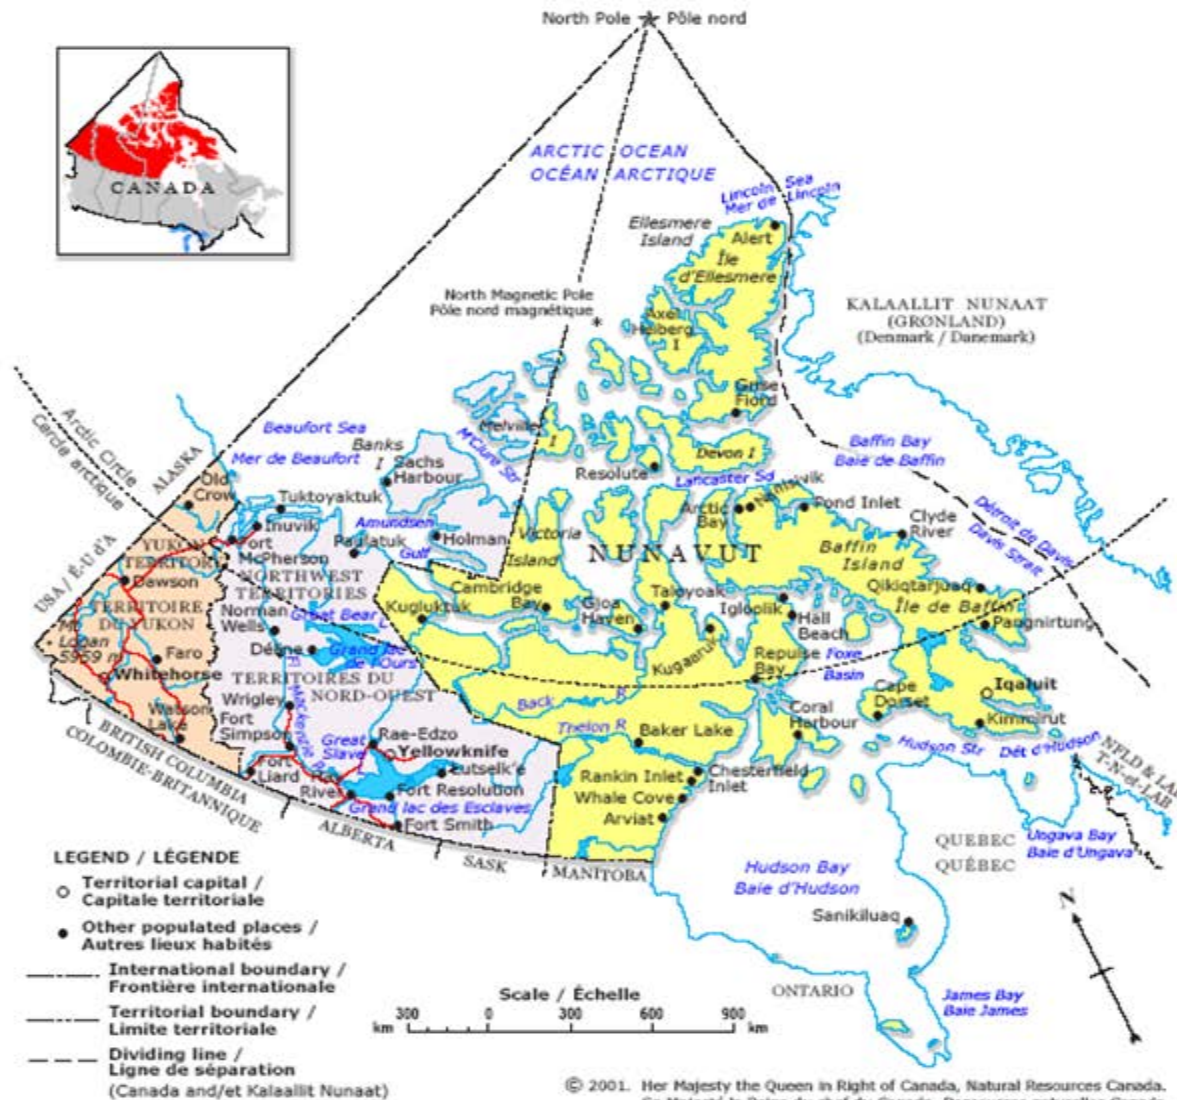 North Pole Pôle nord
CANADA
ARCTIC OCEAN
OCÉAN ARCTIQUE
Lincoln Sea
Mer de Lincoln
Ellesmere
Island
Alert
Île
d'Ellesmere
North Magnetic Pole
Pôle nord magnétique
Axel
Heiberg
I
KALAALLIT NUNAAT
(GRØNLAND)
(Denmark / Danemark)
Grise
Fiord
Arctic Circle
Cercle arctique
Beaufort Sea
Mer de Beaufort
Banks
I
Sachs
Harbour
Melville
I
M'Clure Str
Resolute
Devon I
Lancaster Sd
Baffin Bay
Baie de Baffin
ALASKA
Old
Crow
Tuktoyaktuk
Inuvik
Amundsen
Gulf
Paulatuk
Holman
Victoria
Island
Arctic
Bay
Nanisivik
Pond Inlet
Clyde
River
Détroit de Davis
Davis Strait
NUNAVUT
Baffin
Island
Île de Baffin
USA / É-U d'A
YUKON
TERRITORY
TERRITOIRE
DU YUKON
Fort
McPherson
Dawson
NORTHWEST
TERRITORIES
Norman
Wells
Great Bear L
Grand lac
de l'Ours
Déline
Kugluktuk
Cambridge
Bay
Gjoa
Haven
Taloyoak
Igloolik
Hall
Beach
Qikiqtarjuaq
Pangnirtung
Mt
Logan
5959 m
Faro
Whitehorse
Watson
Lake
TERRITOIRES DU
NORD-OUEST
Wrigley
Fort
Simpson
Mackenzie R
Kugaaruk
Repulse
Bay
Foxe
Basin
Cape
Dorset
Iqaluit
Kimmirut
Back R
Thelon R
Baker Lake
Coral
Harbour
Hudson Str Dét d'Hudson
NFLD & LAB
T-N-et-LAB
Great
Slave
L
Rae-Edzo
Yellowknife
Lutselk'e
Fort
Liard
Hay
River
Fort Resolution
Grand lac des Esclaves
Fort Smith
Rankin Inlet
Chesterfield
Inlet
Whale Cove
Arviat
BRITISH COLUMBIA
COLOMBIE-BRITANNIQUE
ALBERTA
SASK
MANITOBA
QUEBEC
QUÉBEC
Ungava Bay
Baie d'Ungava
Hudson Bay
Baie d'Hudson
Sanikiluaq
N
ONTARIO
James Bay
Baie James
LEGEND / LÉGENDE
Territorial capital /
Capitale territoriale
Other populated places /
Autres lieux habités
International boundary /
Frontière internationale
Territorial boundary /
Limite territoriale
Dividing line /
Ligne de séparation
(Canada and/et Kalaallit Nunaat)
Scale / Échelle
km 300 0 300 600 900 km
© 2001. Her Majesty the Queen in Right of Canada, Natural Resources Canada.